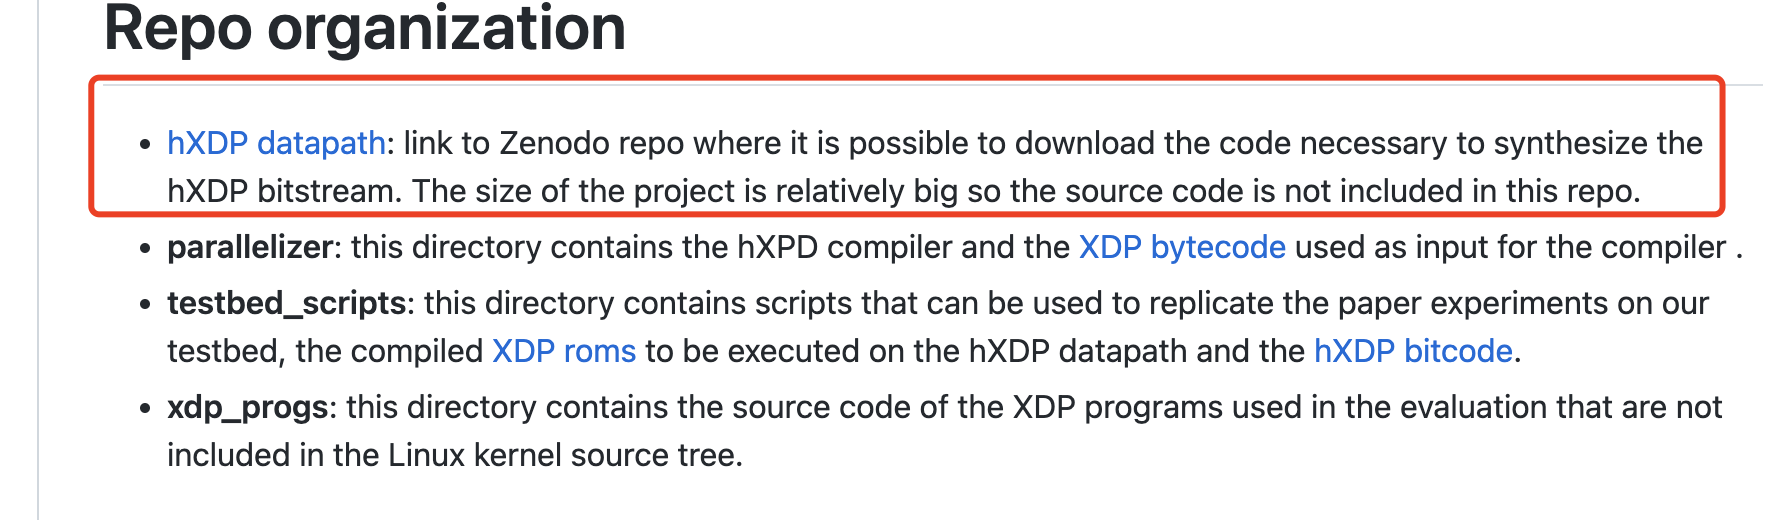 Repo organization
• hXDP datapath: link to Zenodo repo where it is possible to download the code necessary to synthesize the
hXDP bitstream. The size of the project is relatively big so the source code is not included in this repo.
• parallelizer: this directory contains the hXPD compiler and the XDP bytecode used as input for the compiler .
• testbed_scripts: this directory contains scripts that can be used to replicate the paper experiments on our
testbed, the compiled XDP roms to be executed on the hXDP datapath and the hXDP bitcode.
• xdp_progs: this directory contains the source code of the XDP programs used in the evaluation that are not
included in the Linux kernel source tree.